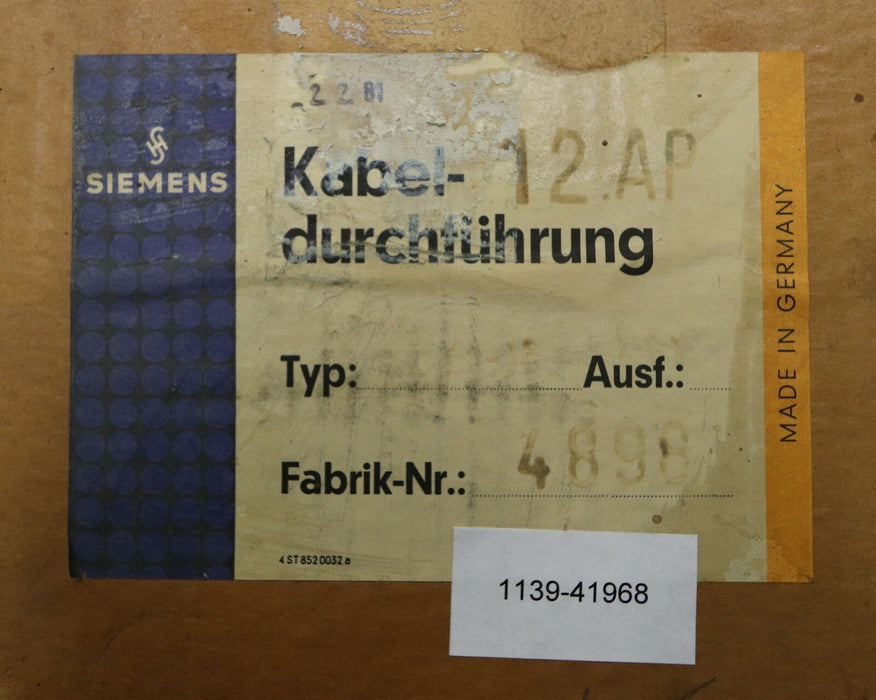 2 2 81
SIEMENS
Kabel-
durchführung
12.AP
Typ:
Ausf.:
Fabrik-Nr.: 4898
4 ST 852 0032 a
MADE IN GERMANY
1139-41968